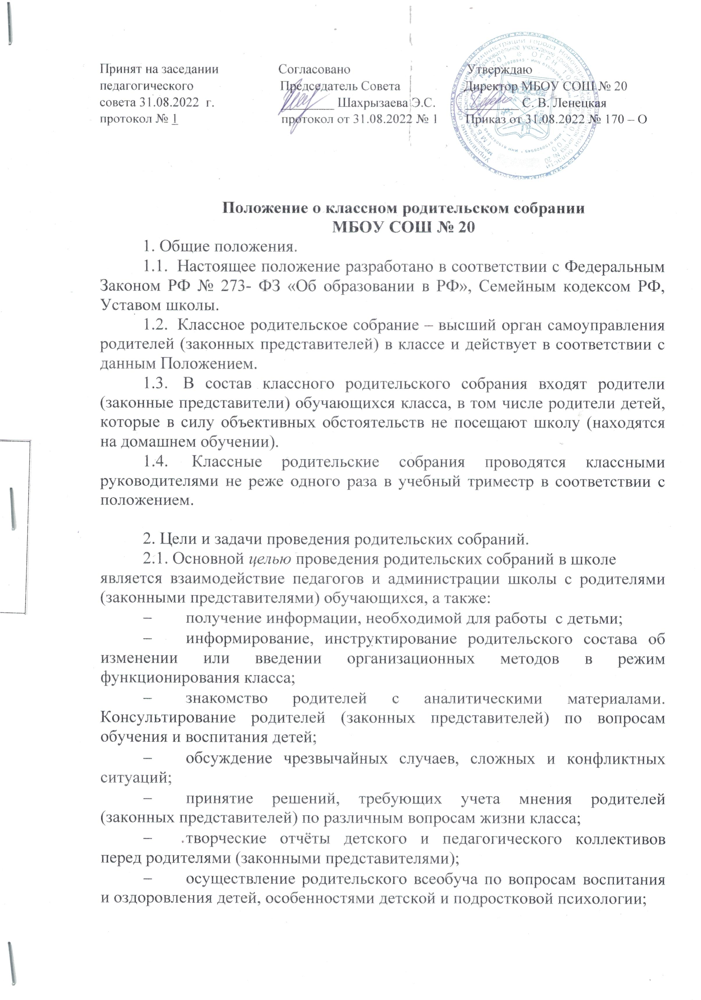 Принят на заседании Согласовано Утверждаю
педагогического Председатель Совета Директор МБОУ СОШ № 20
совета 31.08.2022 г. ________ Шахрызаева Э.С. ________ С. В. Ленецкая
протокол № 1 протокол от 31.08.2022 № 1 Приказ от 31.08.2022 № 170 – О
Положение о классном родительском собрании
МБОУ СОШ № 20
1. Общие положения.
1.1. Настоящее положение разработано в соответствии с Федеральным
Законом РФ № 273- ФЗ «Об образовании в РФ», Семейным кодексом РФ,
Уставом школы.
1.2. Классное родительское собрание – высший орган самоуправления
родителей (законных представителей) в классе и действует в соответствии с
данным Положением.
1.3. В состав классного родительского собрания входят родители
(законные представители) обучающихся класса, в том числе родители детей,
которые в силу объективных обстоятельств не посещают школу (находятся
на домашнем обучении).
1.4. Классные родительские собрания проводятся классными
руководителями не реже одного раза в учебный триместр в соответствии с
положением.
2. Цели и задачи проведения родительских собраний.
2.1. Основной целью проведения родительских собраний в школе
является взаимодействие педагогов и администрации школы с родителями
(законными представителями) обучающихся, а также:
– получение информации, необходимой для работы с детьми;
– информирование, инструктирование родительского состава об
изменении или введении организационных методов в режим
функционирования класса;
– знакомство родителей с аналитическими материалами.
Консультирование родителей (законных представителей) по вопросам
обучения и воспитания детей;
– обсуждение чрезвычайных случаев, сложных и конфликтных
ситуаций;
– принятие решений, требующих учета мнения родителей
(законных представителей) по различным вопросам жизни класса;
– .творческие отчёты детского и педагогического коллективов
перед родителями (законными представителями);
– осуществление родительского всеобуча по вопросам воспитания
и оздоровления детей, особенностями детской и подростковой психологии;